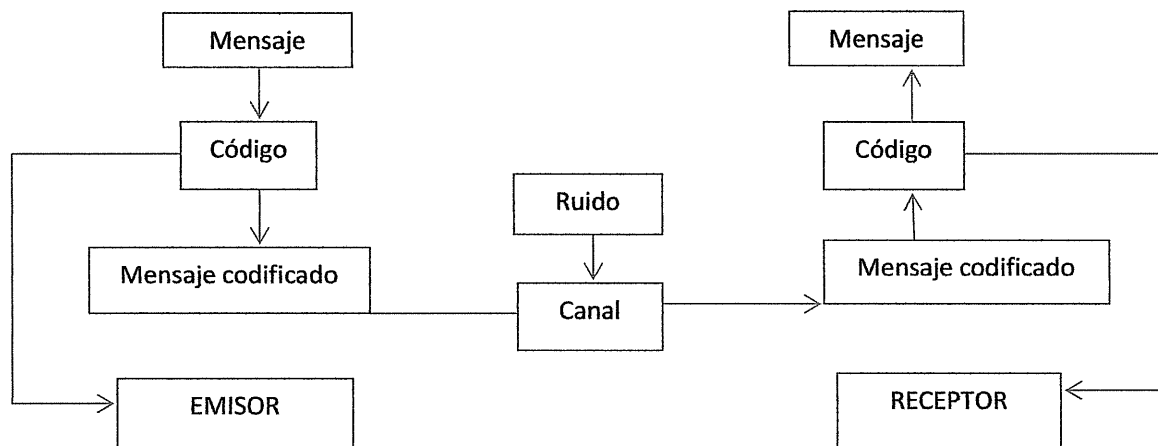 Mensaje
Mensaje
Código
Código
Ruido
Mensaje codificado
Mensaje codificado
Canal
EMISOR
RECEPTOR